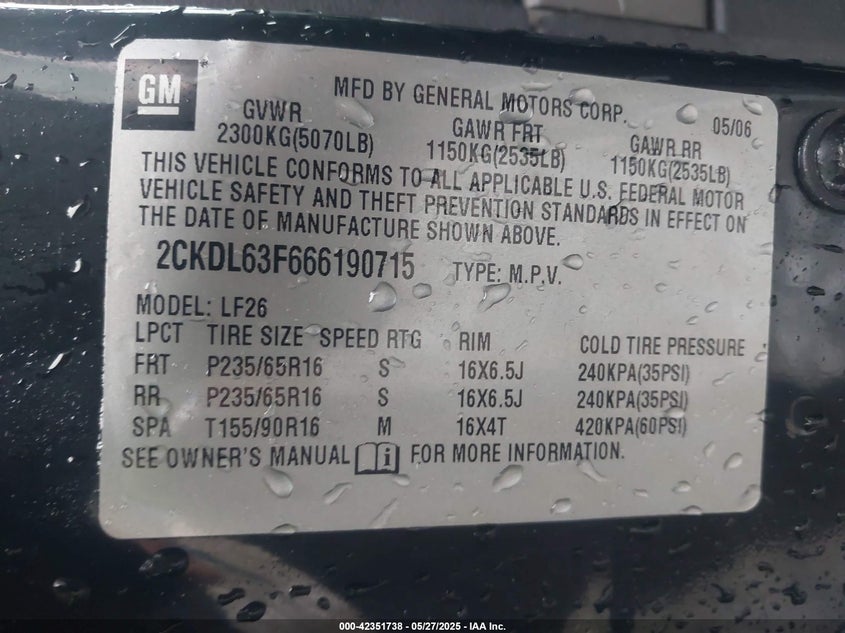 GM
MFD BY GENERAL MOTORS CORP. 05/06
GVWR GAWR FRT GAWR RR
2300KG(5070LB) 1150KG(2535LB) 1150KG(2535LB)
THIS VEHICLE CONFORMS TO ALL APPLICABLE U.S. FEDERAL MOTOR
VEHICLE SAFETY AND THEFT PREVENTION STANDARDS IN EFFECT ON
THE DATE OF MANUFACTURE SHOWN ABOVE.
2CKDL63F666190715 TYPE: M.P.V.
MODEL: LF26
LPCT TIRE SIZE SPEED RTG RIM COLD TIRE PRESSURE
FRT P235/65R16 S 16X6.5J 240KPA(35PSI)
RR P235/65R16 S 16X6.5J 240KPA(35PSI)
SPA T155/90R16 M 16X4T 420KPA(60PSI)
SEE OWNER'S MANUAL i FOR MORE INFORMATION.
000-42351738 - 05/27/2025 - IAA Inc.